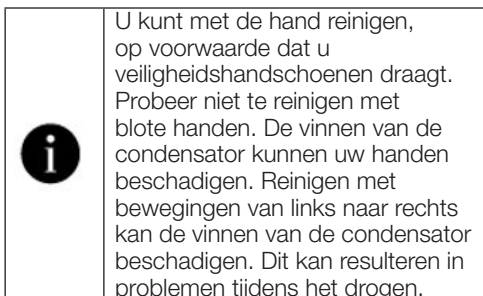 U kunt met de hand reinigen,
op voorwaarde dat u
veiligheidshandschoenen draagt.
Probeer niet te reinigen met
blote handen. De vinnen van de
condensator kunnen uw handen
beschadigen. Reinigen met
bewegingen van links naar rechts
kan de vinnen van de condensator
beschadigen. Dit kan resulteren in
problemen tijdens het drogen.